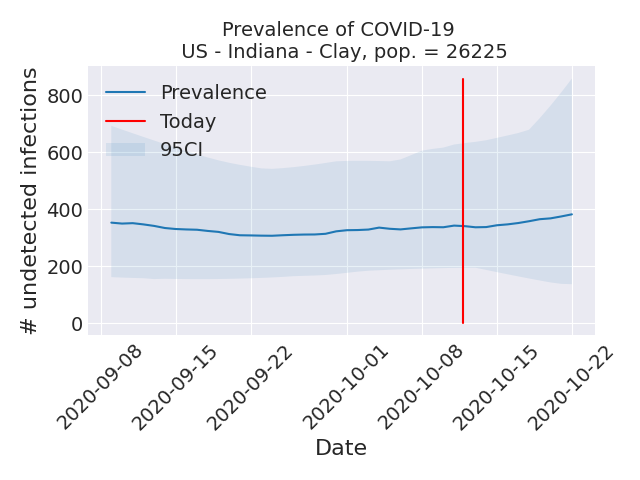 Prevalence of COVID-19
US - Indiana - Clay, pop. = 26225
# undetected infections
800
600
400
200
0
Prevalence
Today
95CI
2020-09-08
2020-09-15
2020-09-22
2020-10-01
2020-10-08
2020-10-15
2020-10-22
Date